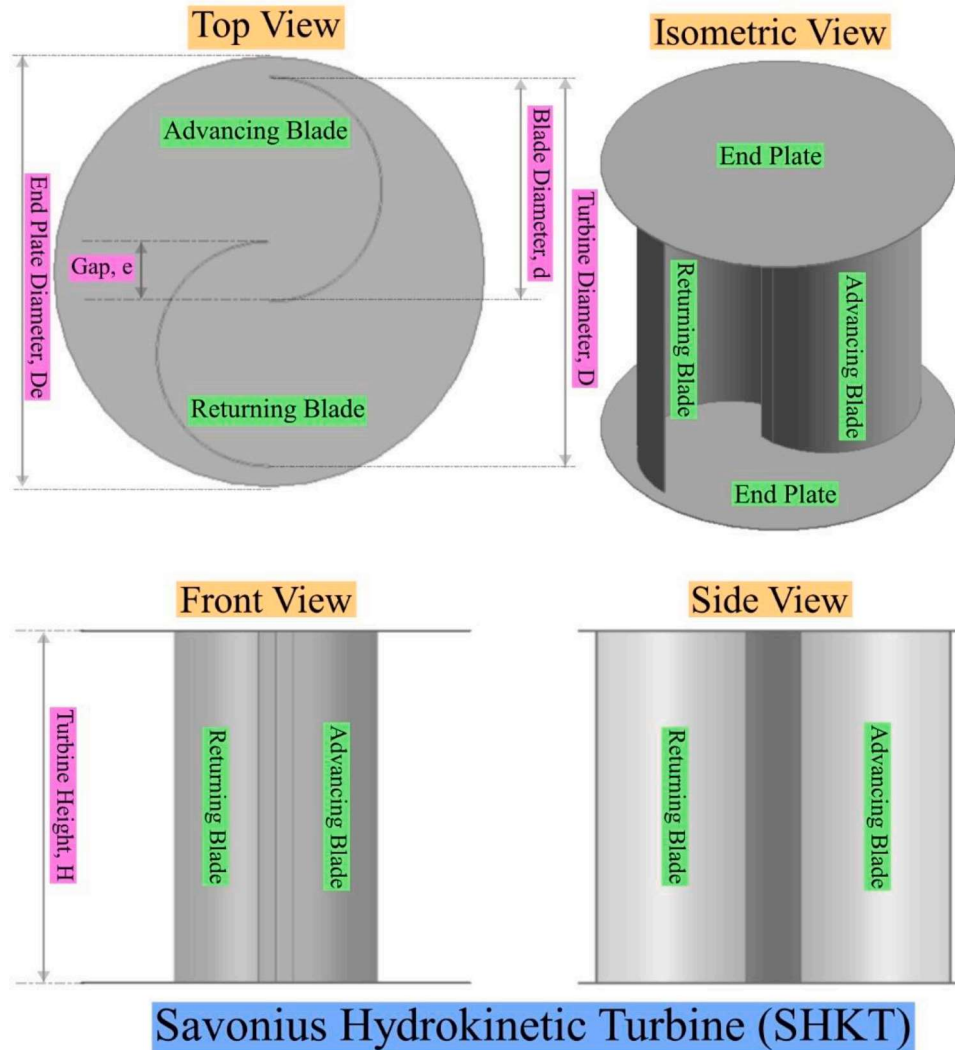 Top View
Isometric View
Advancing Blade
End Plate Diameter, De
Gap, e
Blade Diameter, d
Turbine Diameter, D
Returning Blade
End Plate
Returning Blade
Advancing Blade
End Plate
Front View
Side View
Turbine Height, H
Returning Blade
Advancing Blade
Returning Blade
Advancing Blade
Savonius Hydrokinetic Turbine (SHKT)